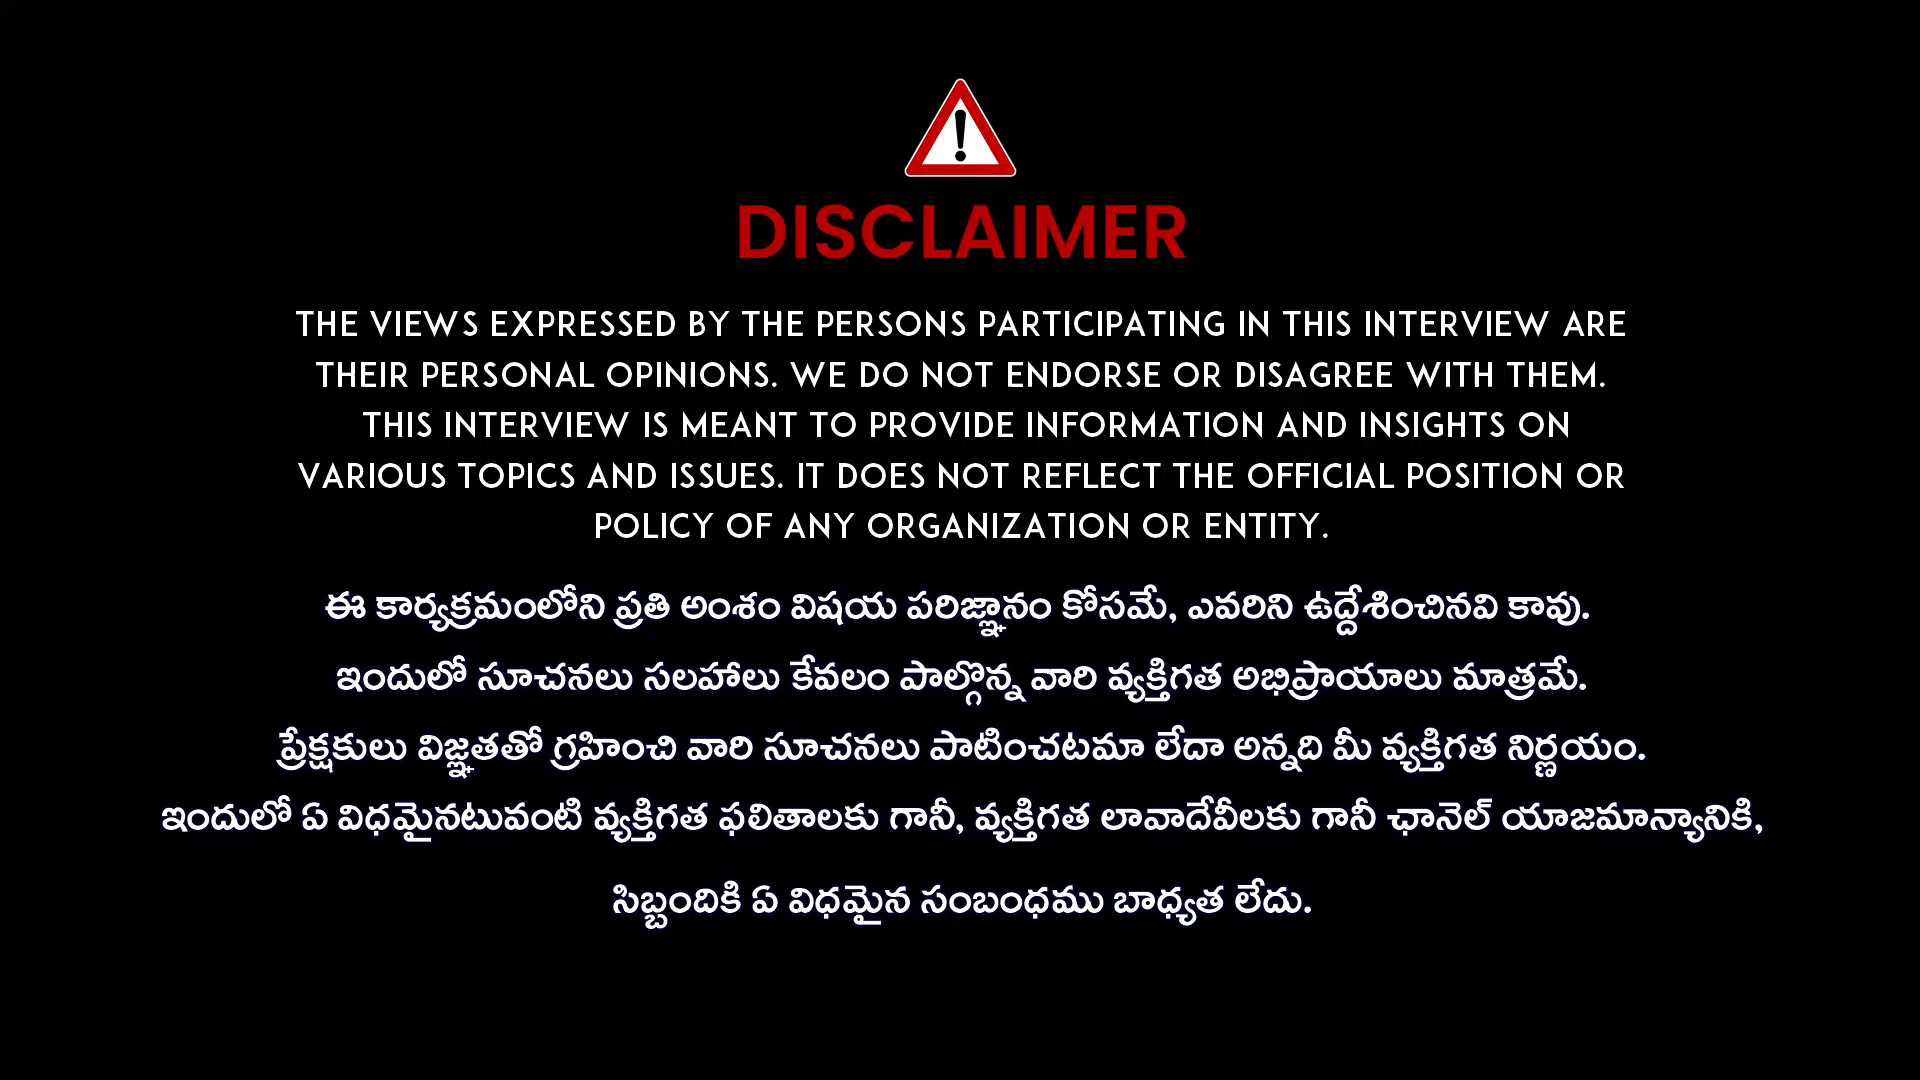 DISCLAIMER
THE VIEWS EXPRESSED BY THE PERSONS PARTICIPATING IN THIS INTERVIEW ARE
THEIR PERSONAL OPINIONS. WE DO NOT ENDORSE OR DISAGREE WITH THEM.
THIS INTERVIEW IS MEANT TO PROVIDE INFORMATION AND INSIGHTS ON
VARIOUS TOPICS AND ISSUES. IT DOES NOT REFLECT THE OFFICIAL POSITION OR
POLICY OF ANY ORGANIZATION OR ENTITY.
ఈ కార్యక్రమంలోని ప్రతి అంశం విషయ పరిజ్ఞానం కోసమే, ఎవరిని ఉద్దేశించినవి కావు.
ఇందులో సూచనలు సలహాలు కేవలం పాల్గొన్న వారి వ్యక్తిగత అభిప్రాయాలు మాత్రమే.
ప్రేక్షకులు విజ్ఞతతో గ్రహించి వారి సూచనలు పాటించటమా లేదా అన్నది మీ వ్యక్తిగత నిర్ణయం.
ఇందులో ఏ విధమైనటువంటి వ్యక్తిగత ఫలితాలకు గానీ, వ్యక్తిగత లావాదేవీలకు గానీ ఛానెల్ యాజమాన్యానికి,
సిబ్బందికి ఏ విధమైన సంబంధము బాధ్యత లేదు.